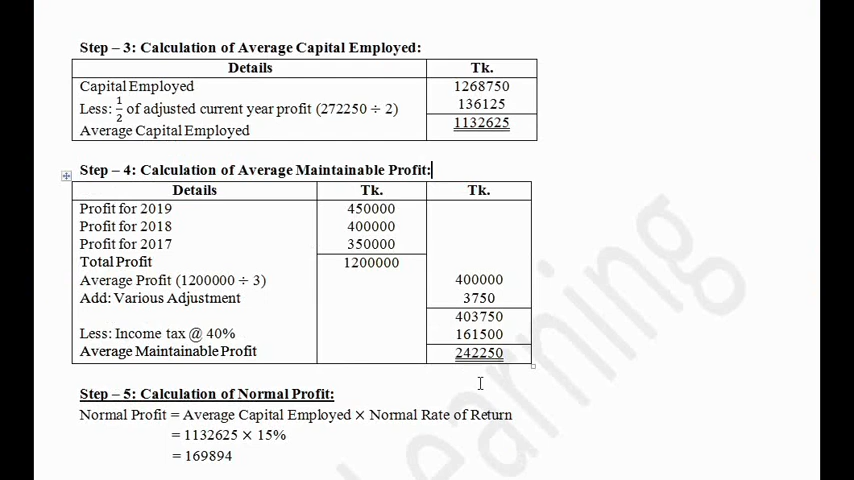 Step – 3: Calculation of Average Capital Employed:
Details Tk.
Capital Employed 1268750
Less: 1/2 of adjusted current year profit (272250 ÷ 2) 136125
Average Capital Employed 1132625
Step – 4: Calculation of Average Maintainable Profit:
Details Tk. Tk.
Profit for 2019 450000
Profit for 2018 400000
Profit for 2017 350000
Total Profit 1200000
Average Profit (1200000 ÷ 3) 400000
Add: Various Adjustment 3750
403750
Less: Income tax @ 40% 161500
Average Maintainable Profit 242250
Step – 5: Calculation of Normal Profit:
Normal Profit = Average Capital Employed × Normal Rate of Return
= 1132625 × 15%
= 169894
Learning